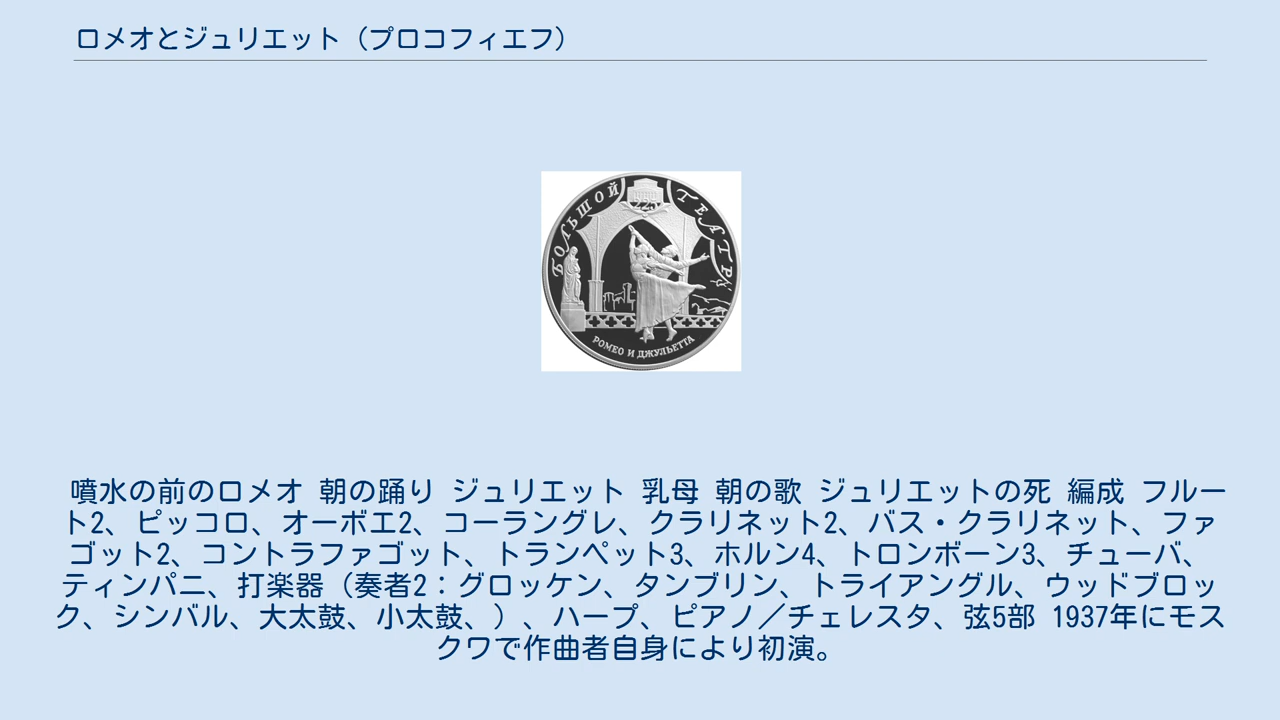 ロメオとジュリエット（プロコフィエフ）
БОЛЬШОЙ ТЕАТР
225
РОМЕО И ДЖУЛЬЕТТА
噴水の前のロメオ 朝の踊り ジュリエット 乳母 朝の歌 ジュリエットの死 編成 フルー
ト2、ピッコロ、オーボエ2、コーラングレ、クラリネット2、バス・クラリネット、ファ
ゴット2、コントラファゴット、トランペット3、ホルン4、トロンボーン3、チューバ、
ティンパニ、打楽器（奏者2：グロッケン、タンブリン、トライアングル、ウッドブロッ
ク、シンバル、大太鼓、小太鼓、）、ハープ、ピアノ／チェレスタ、弦5部 1937年にモス
クワで作曲者自身により初演。